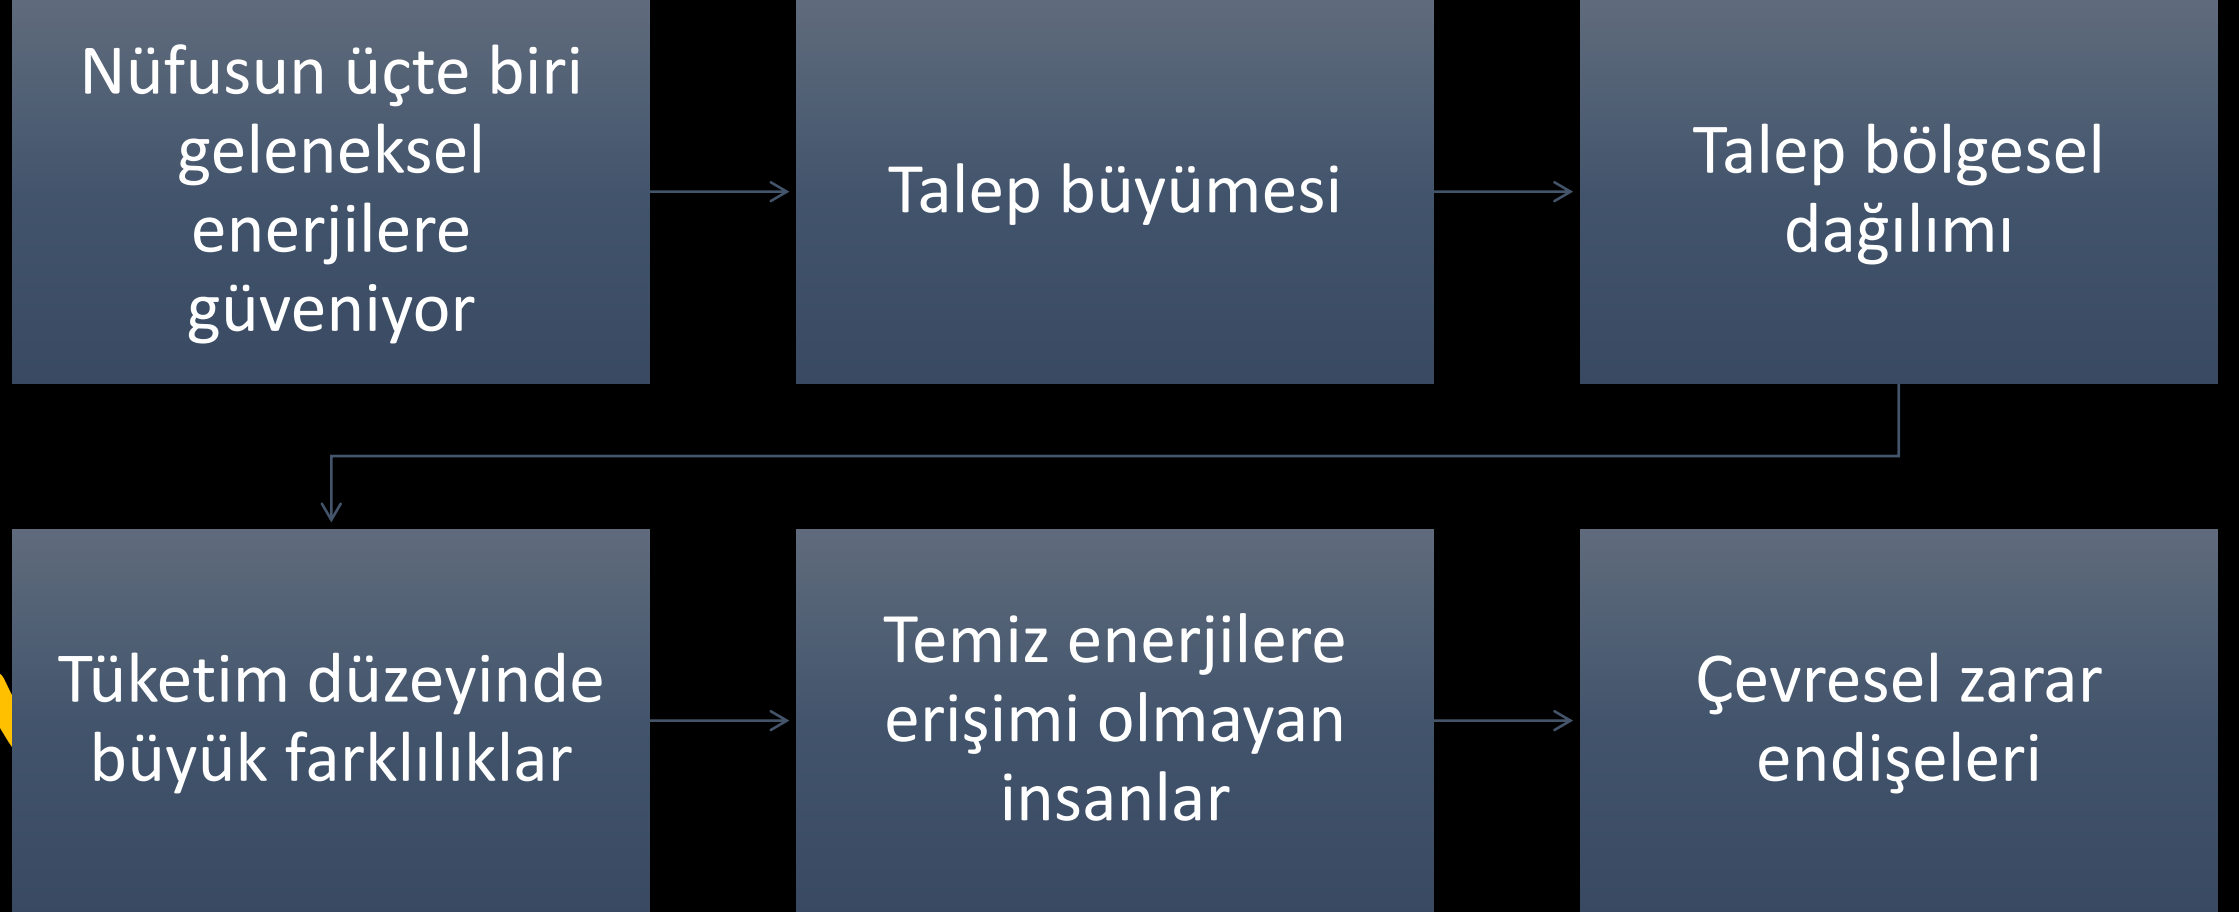 Nüfusun üçte biri
geleneksel
enerjilere
güveniyor
Talep büyümesi
Talep bölgesel
dağılımı
Tüketim düzeyinde
büyük farklılıklar
Temiz enerjilere
erişimi olmayan
insanlar
Çevresel zarar
endişeleri